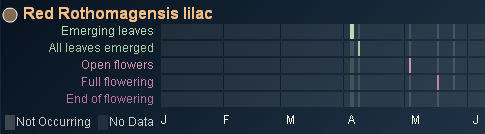 Red Rothomagensis lilac
Emerging leaves
All leaves emerged
Open flowers
Full flowering
End of flowering
J F M A M J
Not Occurring No Data